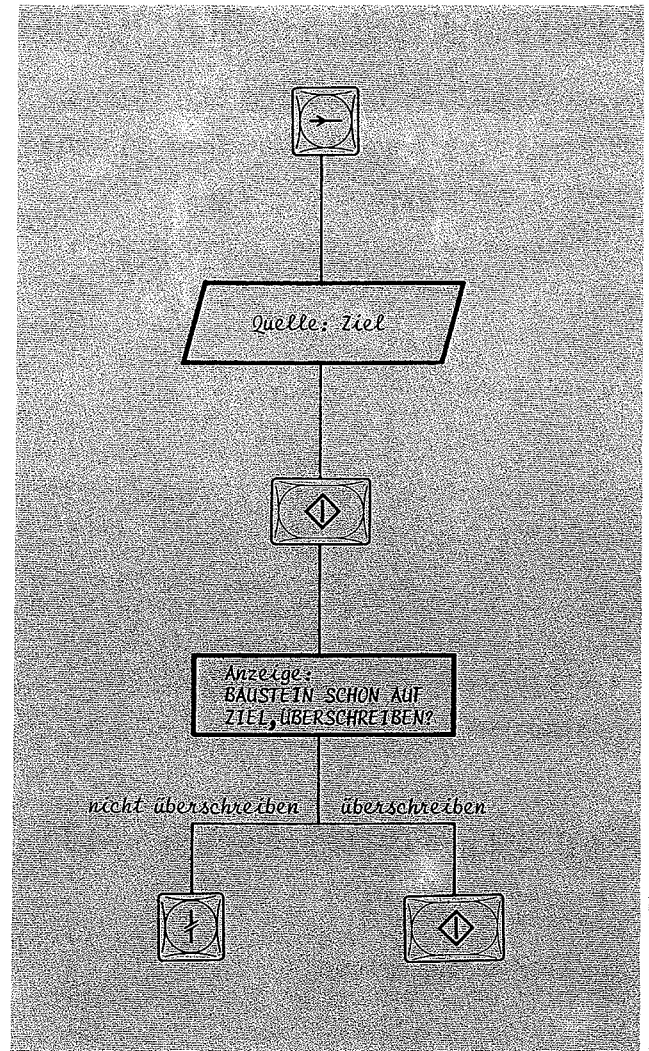 Quelle: Ziel
Anzeige:
BAUSTEIN SCHON AUF
ZIEL,ÜBERSCHREIBEN?
nicht überschreiben
überschreiben